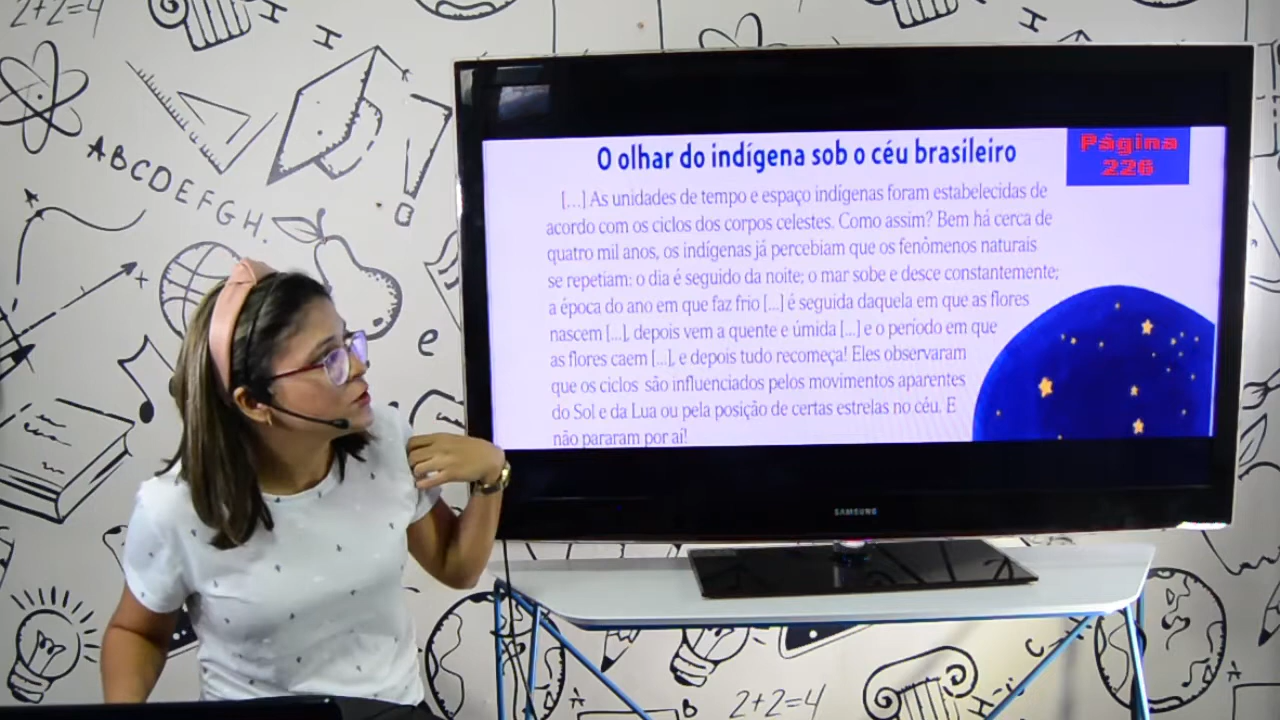 2+2=4
H
I
H
ABCDEFGH.
e
O olhar do indígena sob o céu brasileiro
Página
226
[...] As unidades de tempo e espaço indígenas foram estabelecidas de
acordo com os ciclos dos corpos celestes. Como assim? Bem há cerca de
quatro mil anos, os indígenas já percebiam que os fenômenos naturais
se repetiam: o dia é seguido da noite; o mar sobe e desce constantemente;
a época do ano em que faz frio [...] é seguida daquela em que as flores
nascem [...], depois vem a quente e úmida [...] e o período em que
as flores caem [...], e depois tudo recomeça! Eles observaram
que os ciclos são influenciados pelos movimentos aparentes
do Sol e da Lua ou pela posição de certas estrelas no céu. E
não pararam por aí!
SAMSUNG
2+2=4